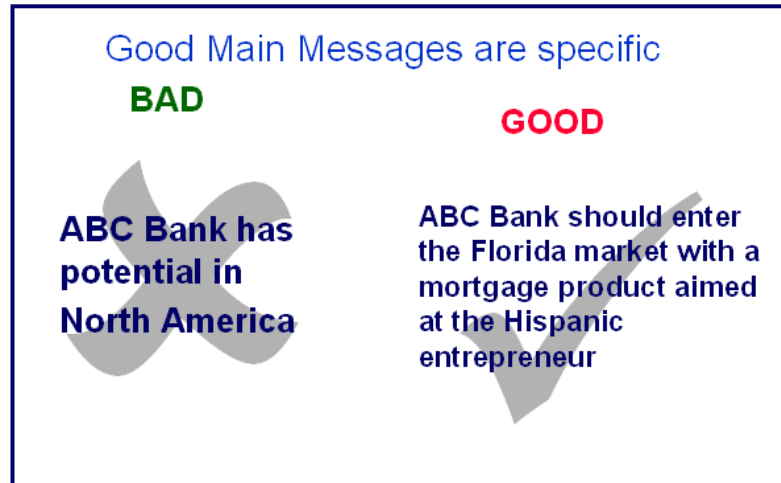 Good Main Messages are specific
BAD
ABC Bank has
potential in
North America
GOOD
ABC Bank should enter
the Florida market with a
mortgage product aimed
at the Hispanic
entrepreneur